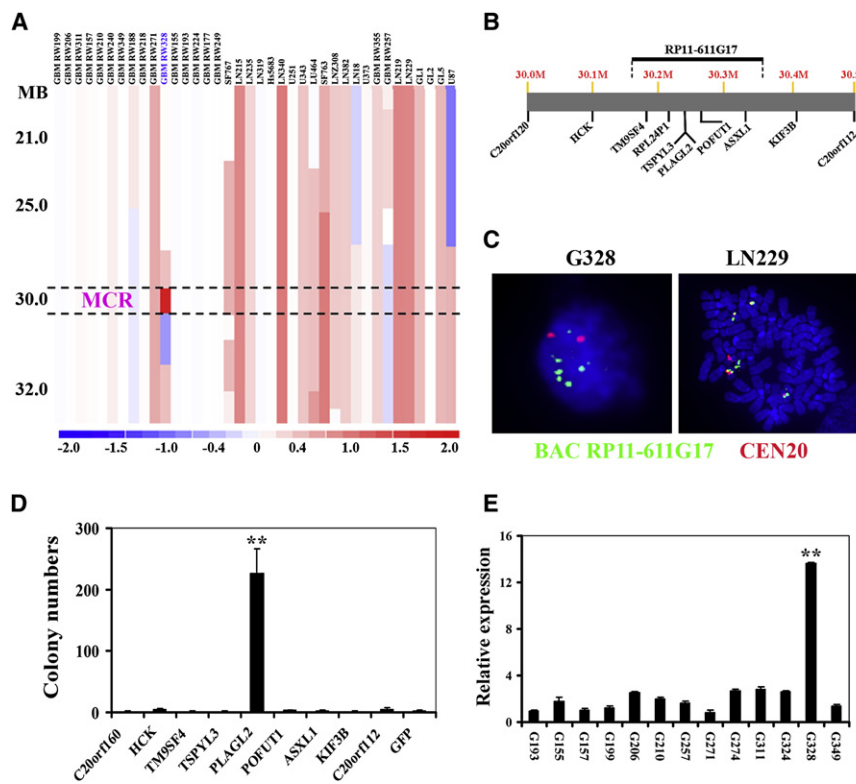 A
GBM RW199
GBM RW206
GBM RW311
GBM RW157
GBM RW210
GBM RW240
GBM RW349
GBM RW188
GBM RW218
GBM RW271
GBM RW328
GBM RW155
GBM RW193
GBM RW224
GBM RW177
GBM RW249
SF767
LN215
LN235
LN319
Hs5683
LN340
U251
U343
LU464
SF763
LNZ308
LN382
LN18
U373
GBM RW355
GBM RW257
LN219
LN229
GL1
GL2
GL5
U87
MB
21.0
25.0
MCR
30.0
32.0
-2.0 -1.5 -1.0 -0.4 0 0.4 1.0 1.5 2.0
B
RP11-611G17
30.0M 30.1M 30.2M 30.3M 30.4M 30.5
C20orf120
HCK
TM9SF4
RPL24P1
TSPYL3
PLAGL2
POFUT1
ASXL1
KIF3B
C20orf112
C
G328 LN229
BAC RP11-611G17 CEN20
D
Colony numbers
300
200
100
0
**
C20orf160
HCK
TM9SF4
TSPYL3
PLAGL2
POFUT1
ASXL1
KIF3B
C20orf112
GFP
E
Relative expression
16
12
8
4
0
**
G193
G155
G157
G199
G206
G210
G257
G271
G274
G311
G324
G328
G349